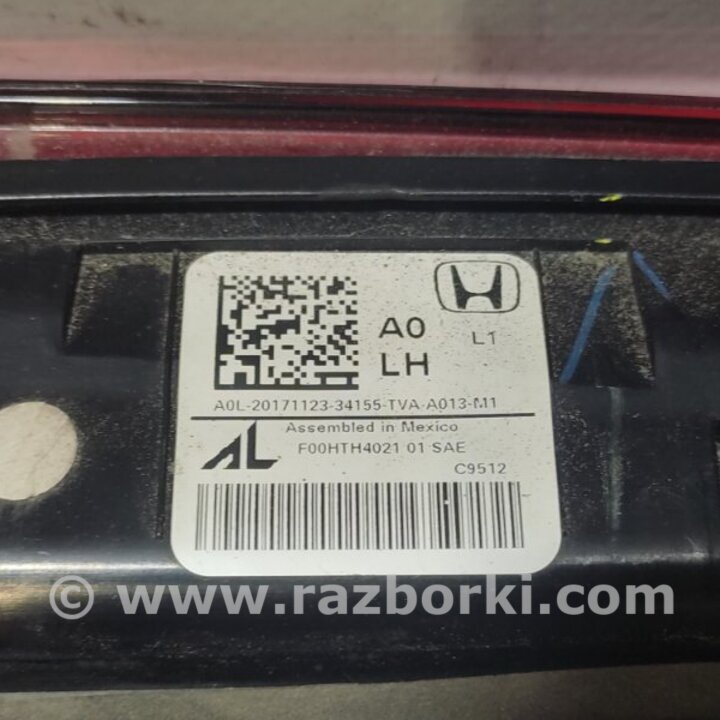 A0
L1
LH
A0L-20171123-34155-TVA-A013-M1
Assembled in Mexico
AL
F00HTH4021 01 SAE
C9512
© www.razborki.com